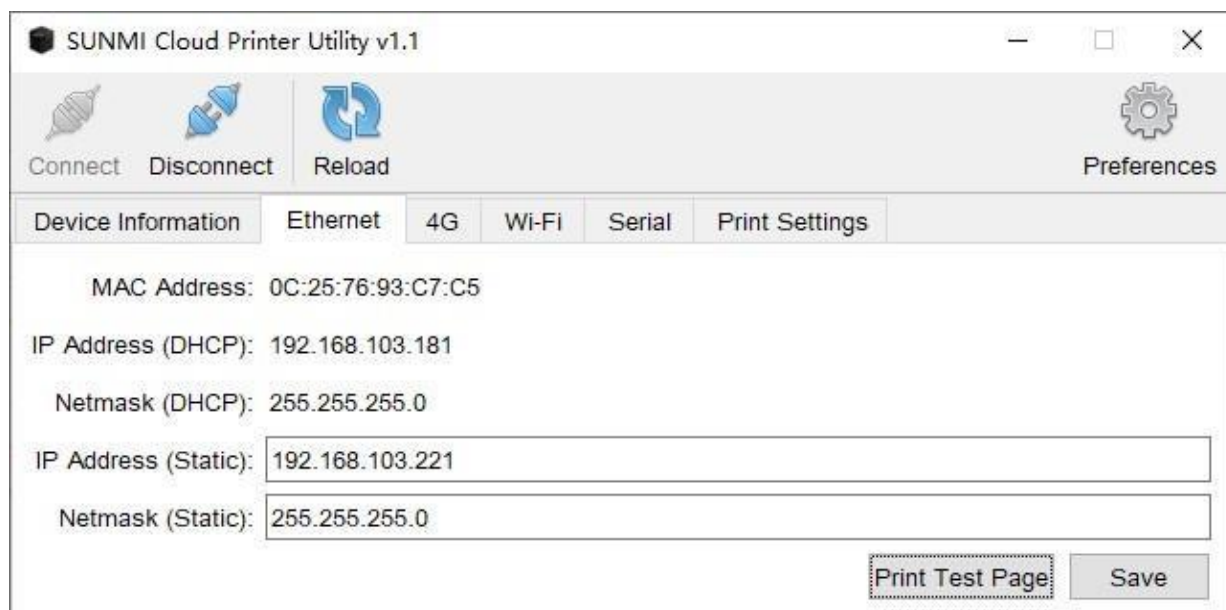 SUNMI Cloud Printer Utility v1.1
Connect Disconnect Reload Preferences
Device Information Ethernet 4G Wi-Fi Serial Print Settings
MAC Address: 0C:25:76:93:C7:C5
IP Address (DHCP): 192.168.103.181
Netmask (DHCP): 255.255.255.0
IP Address (Static): 192.168.103.221
Netmask (Static): 255.255.255.0
Print Test Page Save